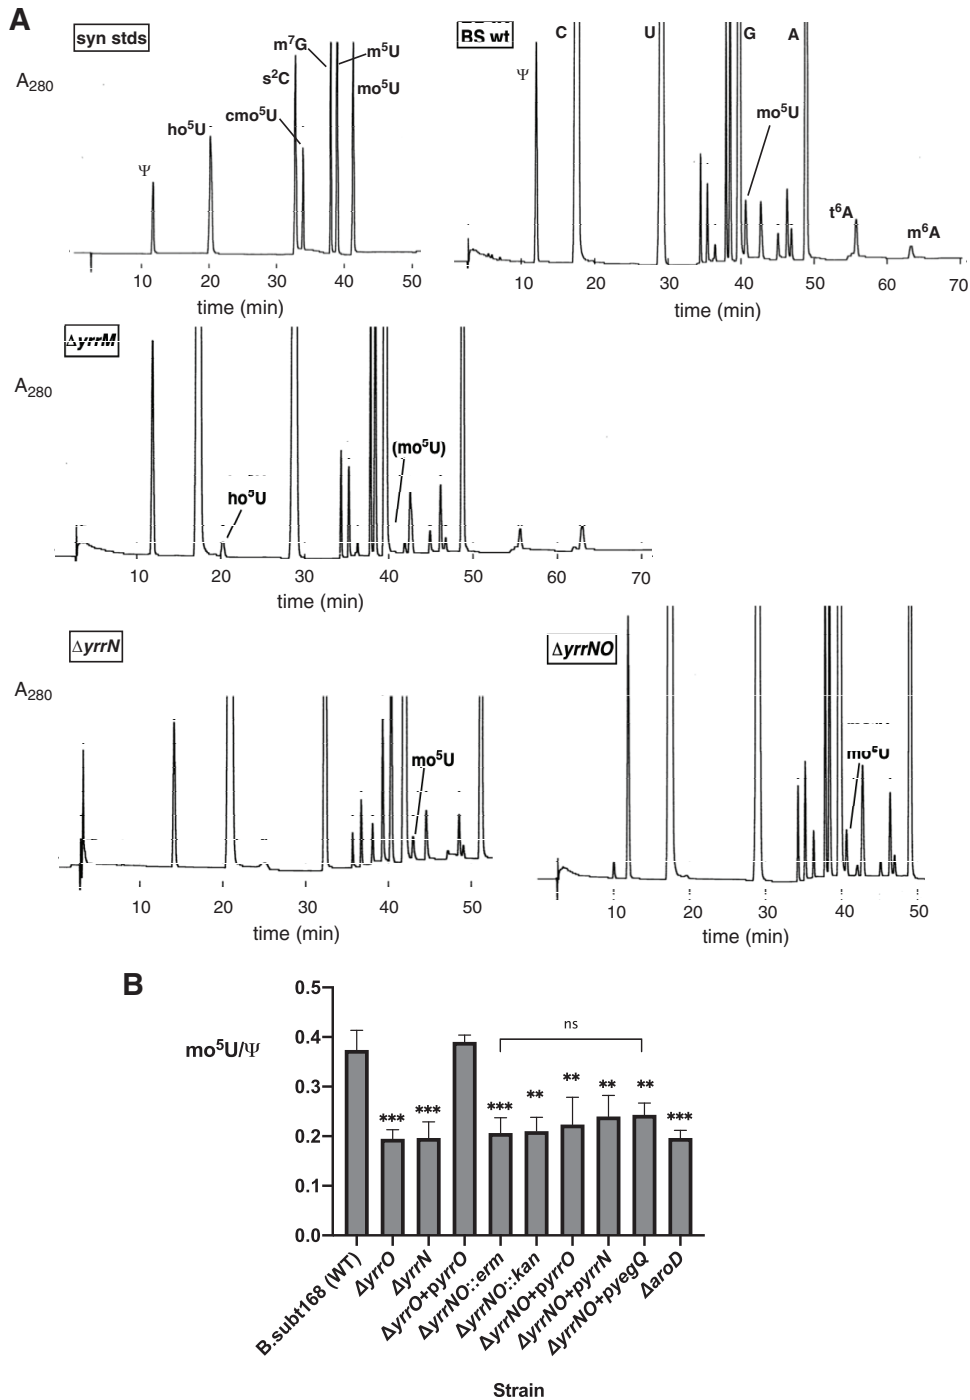 A
syn stds
A280
Ψ
ho5U
s2C
cmo5U
m7G
m5U
mo5U
10 20 30 40 50
time (min)
BS wt
Ψ
C U G A
mo5U
t6A
m6A
10 20 30 40 50 60 70
time (min)
ΔyrrM
A280
ho5U
(mo5U)
10 20 30 40 50 60 70
time (min)
ΔyrrN
A280
mo5U
10 20 30 40 50
time (min)
ΔyrrNO
mo5U
10 20 30 40 50
time (min)
B
mo5U/Ψ
0.5
0.4
0.3
0.2
0.1
0.0
ns
*** *** *** ** ** ** ** ***
B.subt168 (WT)
ΔyrrO
ΔyrrN
ΔyrrO+pyrrO
ΔyrrNO::erm
ΔyrrNO::kan
ΔyrrNO+pyrrO
ΔyrrNO+pyrrN
ΔyrrNO+pyegQ
ΔaroD
Strain